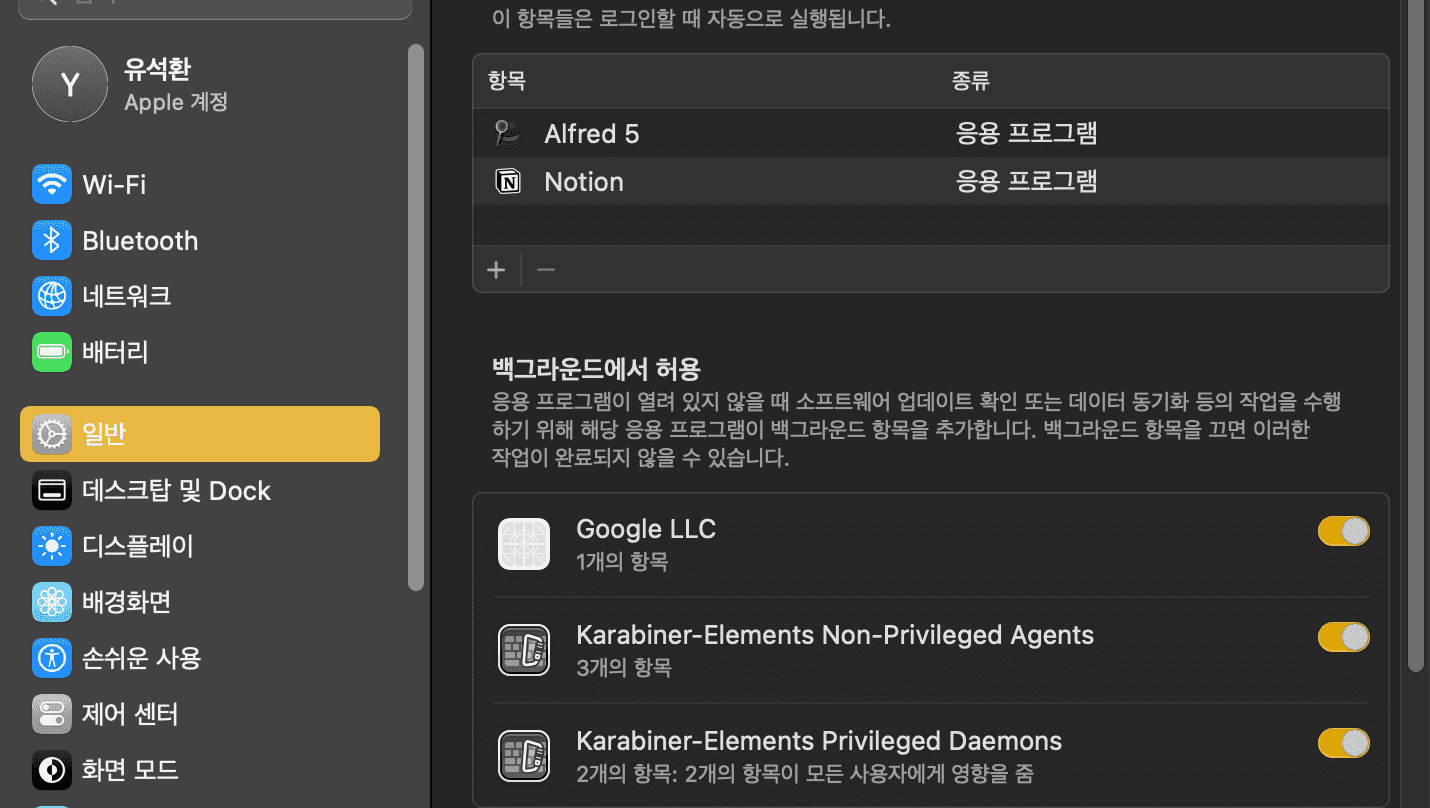 이 항목들은 로그인할 때 자동으로 실행됩니다.
Y
유석환
Apple 계정
Wi-Fi
Bluetooth
네트워크
배터리
일반
데스크탑 및 Dock
디스플레이
배경화면
손쉬운 사용
제어 센터
화면 모드
항목 종류
Alfred 5 응용 프로그램
Notion 응용 프로그램
백그라운드에서 허용
응용 프로그램이 열려 있지 않을 때 소프트웨어 업데이트 확인 또는 데이터 동기화 등의 작업을 수행
하기 위해 해당 응용 프로그램이 백그라운드 항목을 추가합니다. 백그라운드 항목을 끄면 이러한
작업이 완료되지 않을 수 있습니다.
Google LLC
1개의 항목
Karabiner-Elements Non-Privileged Agents
3개의 항목
Karabiner-Elements Privileged Daemons
2개의 항목: 2개의 항목이 모든 사용자에게 영향을 줌